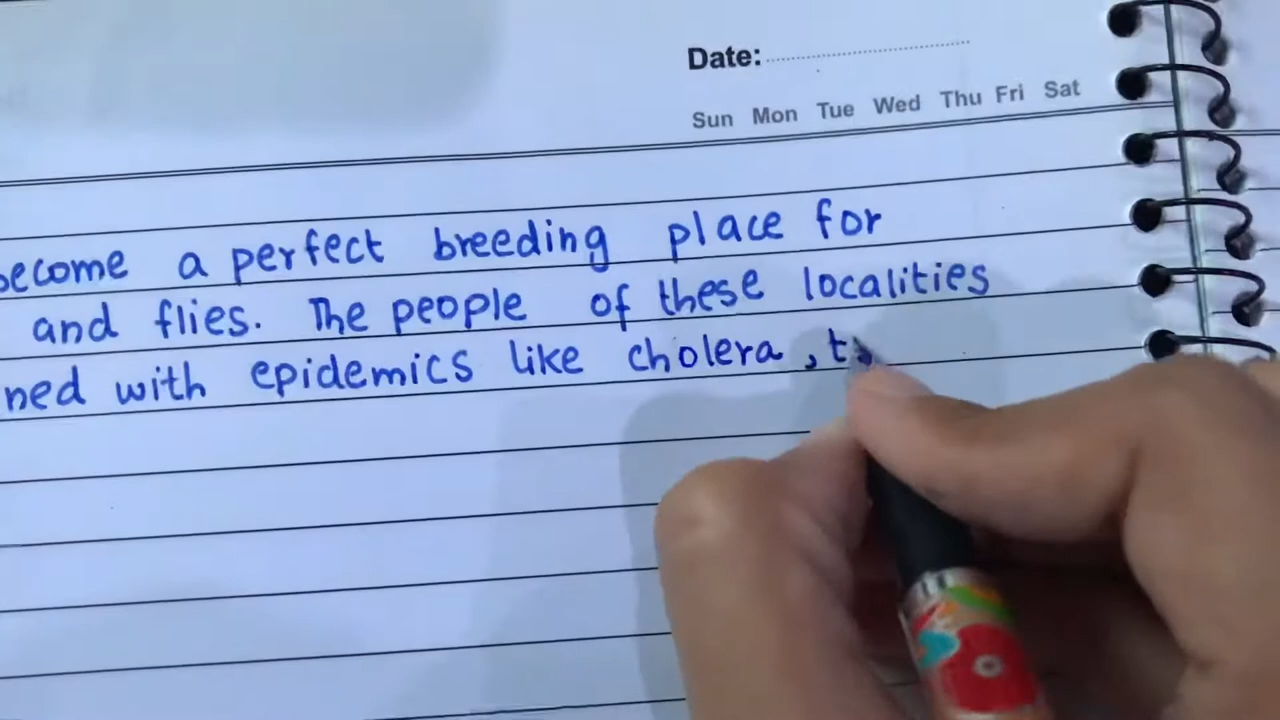 Date:
Sun Mon Tue Wed Thu Fri Sat
become a perfect breeding place for
and flies. The people of these localities
ned with epidemics like cholera, t